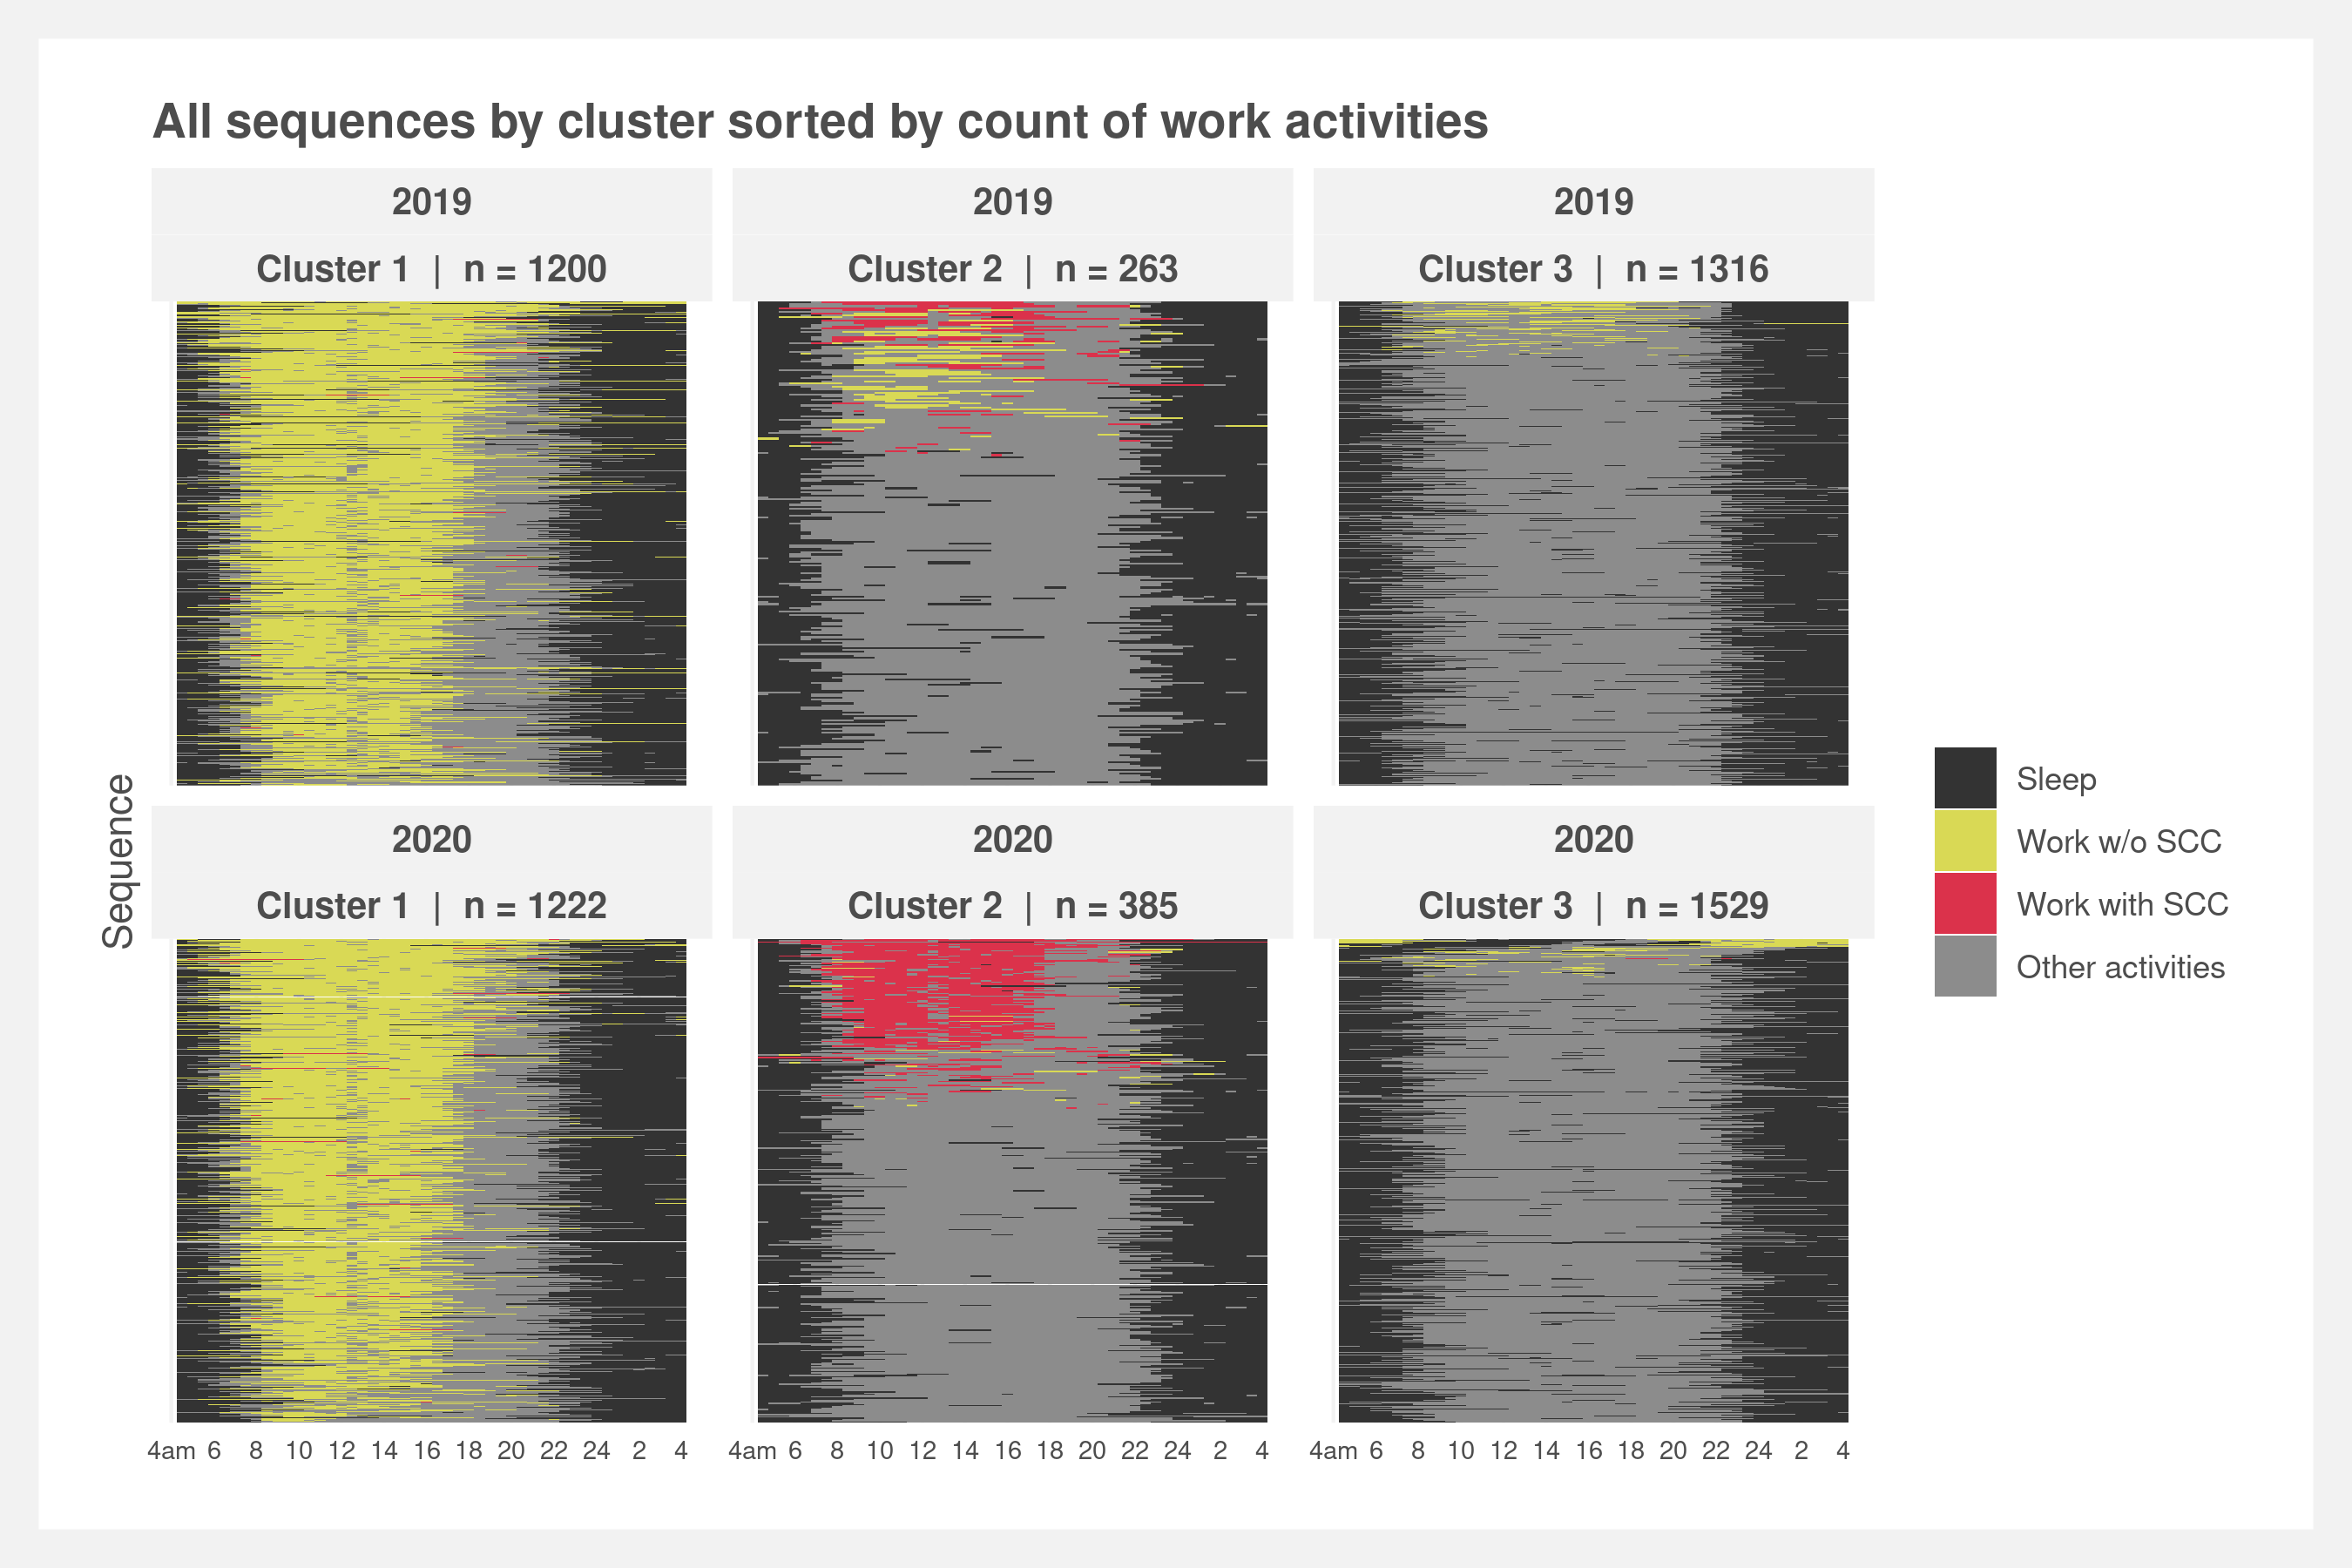 All sequences by cluster sorted by count of work activities
2019
Cluster 1 | n = 1200
2019
Cluster 2 | n = 263
2019
Cluster 3 | n = 1316
Sequence
2020
Cluster 1 | n = 1222
2020
Cluster 2 | n = 385
2020
Cluster 3 | n = 1529
4am 6 8 10 12 14 16 18 20 22 24 2 4
4am 6 8 10 12 14 16 18 20 22 24 2 4
4am 6 8 10 12 14 16 18 20 22 24 2 4
Sleep
Work w/o SCC
Work with SCC
Other activities